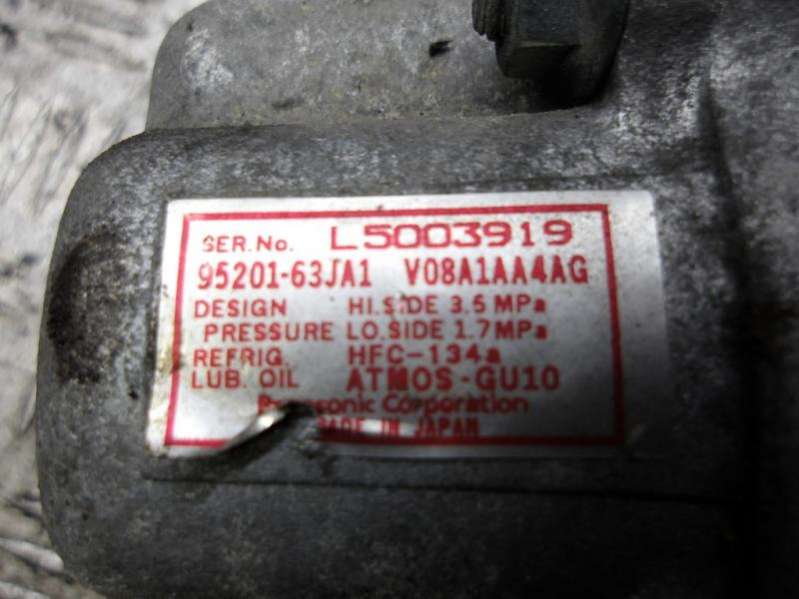 SER.No. L5003919
95201-63JA1 V08A1AA4AG
DESIGN HI.SIDE 3.5 MPa
PRESSURE LO.SIDE 1.7MPa
REFRIG. HFC-134a
LUB. OIL ATMOS-GU10
Panasonic Corporation
MADE IN JAPAN